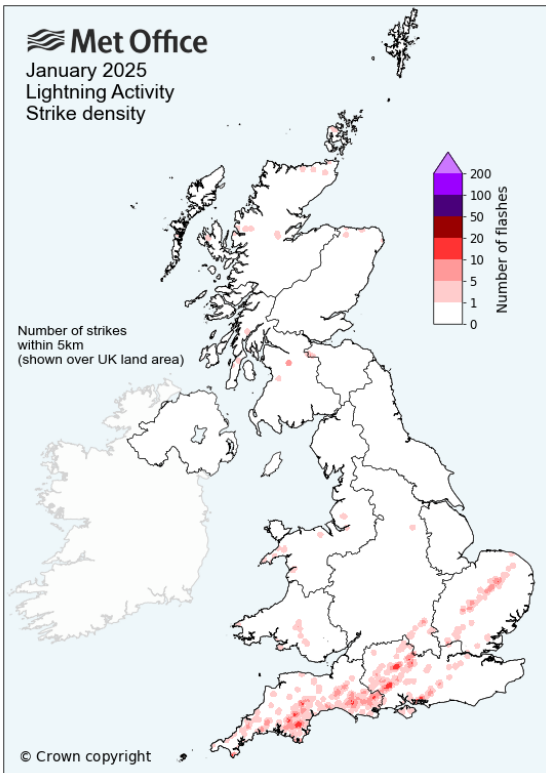 Met Office
January 2025
Lightning Activity
Strike density
200
100
50
20
10
5
1
0
Number of flashes
Number of strikes
within 5km
(shown over UK land area)
© Crown copyright